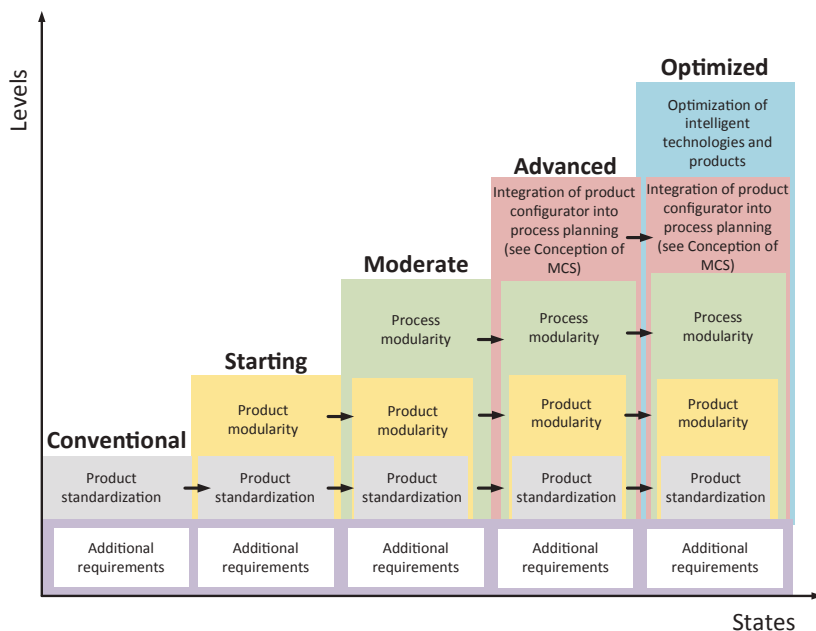 Levels
Optimized
Optimization of
intelligent
technologies and
products
Advanced
Integration of product
configurator into
process planning
(see Conception of
MCS)
Integration of product
configurator into
process planning
(see Conception of
MCS)
Moderate
Process
modularity
Process
modularity
Process
modularity
Starting
Product
modularity
Product
modularity
Product
modularity
Product
modularity
Conventional
Product
standardization
Product
standardization
Product
standardization
Product
standardization
Product
standardization
Additional
requirements
Additional
requirements
Additional
requirements
Additional
requirements
Additional
requirements
States